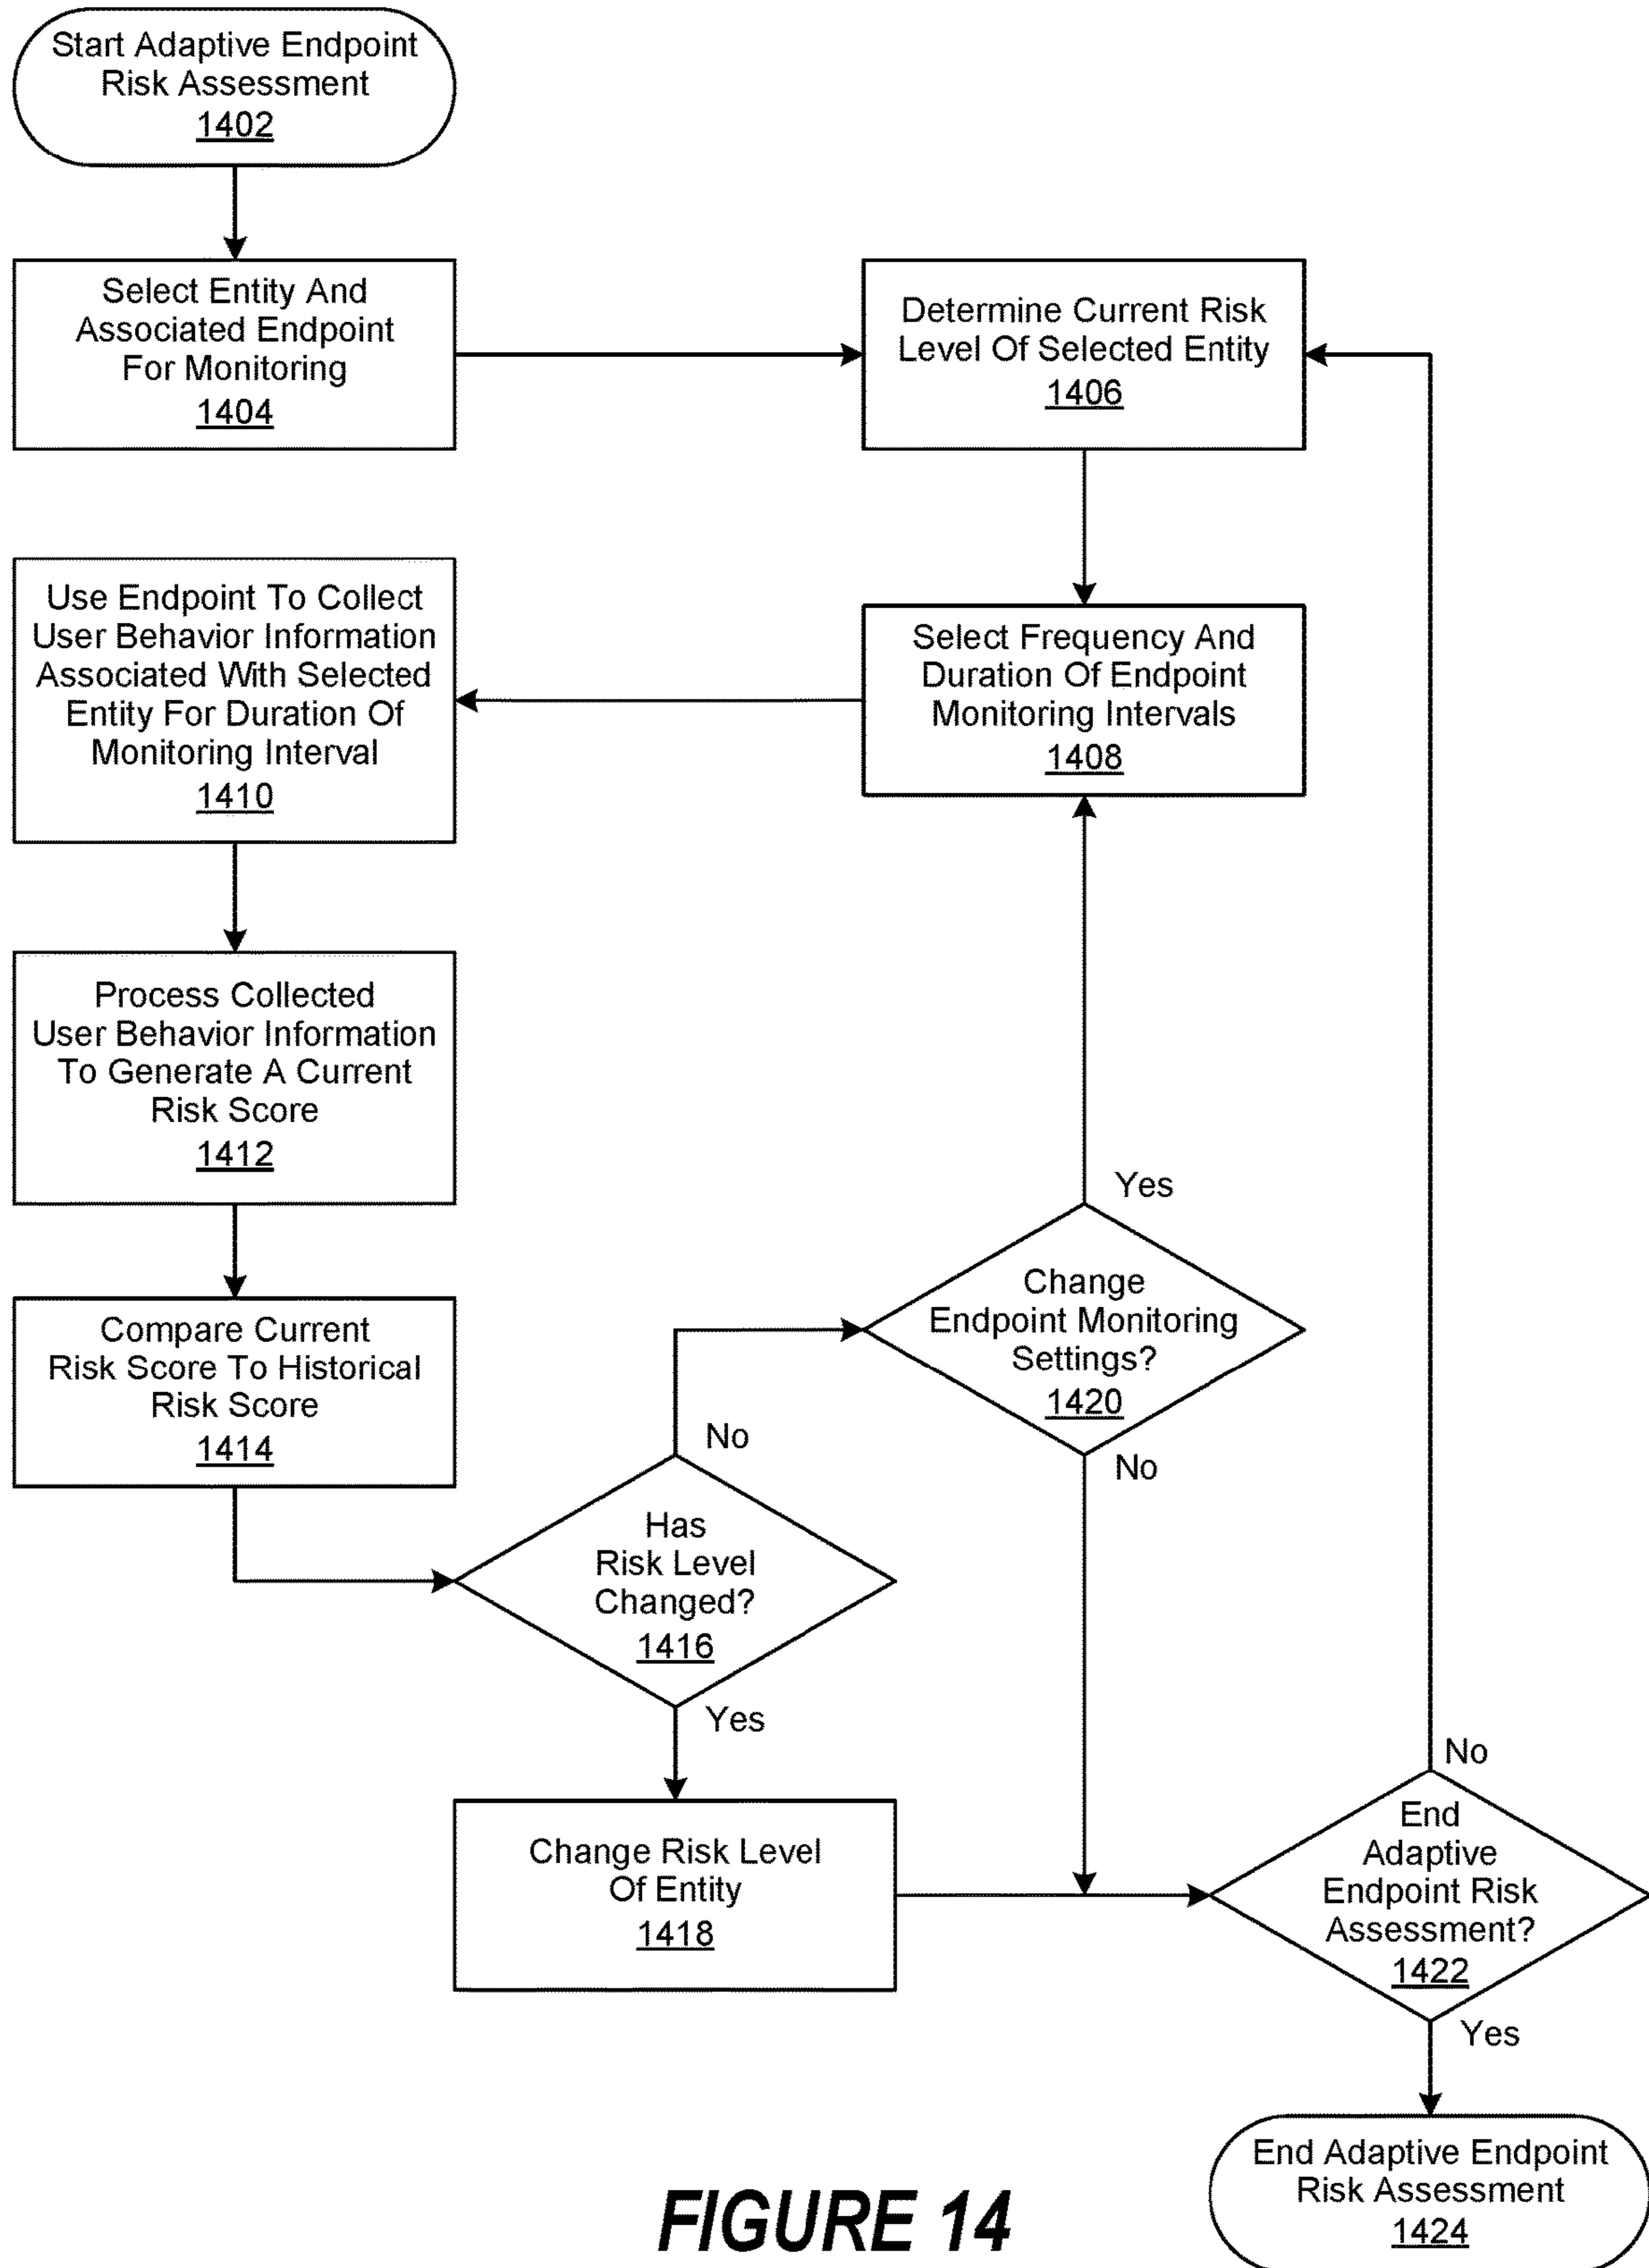 Start Adaptive Endpoint
Risk Assessment
1402
Select Entity And
Associated Endpoint
For Monitoring
1404
Determine Current Risk
Level Of Selected Entity
1406
Select Frequency And
Duration Of Endpoint
Monitoring Intervals
1408
Use Endpoint To Collect
User Behavior Information
Associated With Selected
Entity For Duration Of
Monitoring Interval
1410
Process Collected
User Behavior Information
To Generate A Current
Risk Score
1412
Compare Current
Risk Score To Historical
Risk Score
1414
Has
Risk Level
Changed?
1416
No
Yes
Change Risk Level
Of Entity
1418
Yes
Change
Endpoint Monitoring
Settings?
1420
No
No
End
Adaptive
Endpoint Risk
Assessment?
1422
Yes
End Adaptive Endpoint
Risk Assessment
1424
FIGURE 14